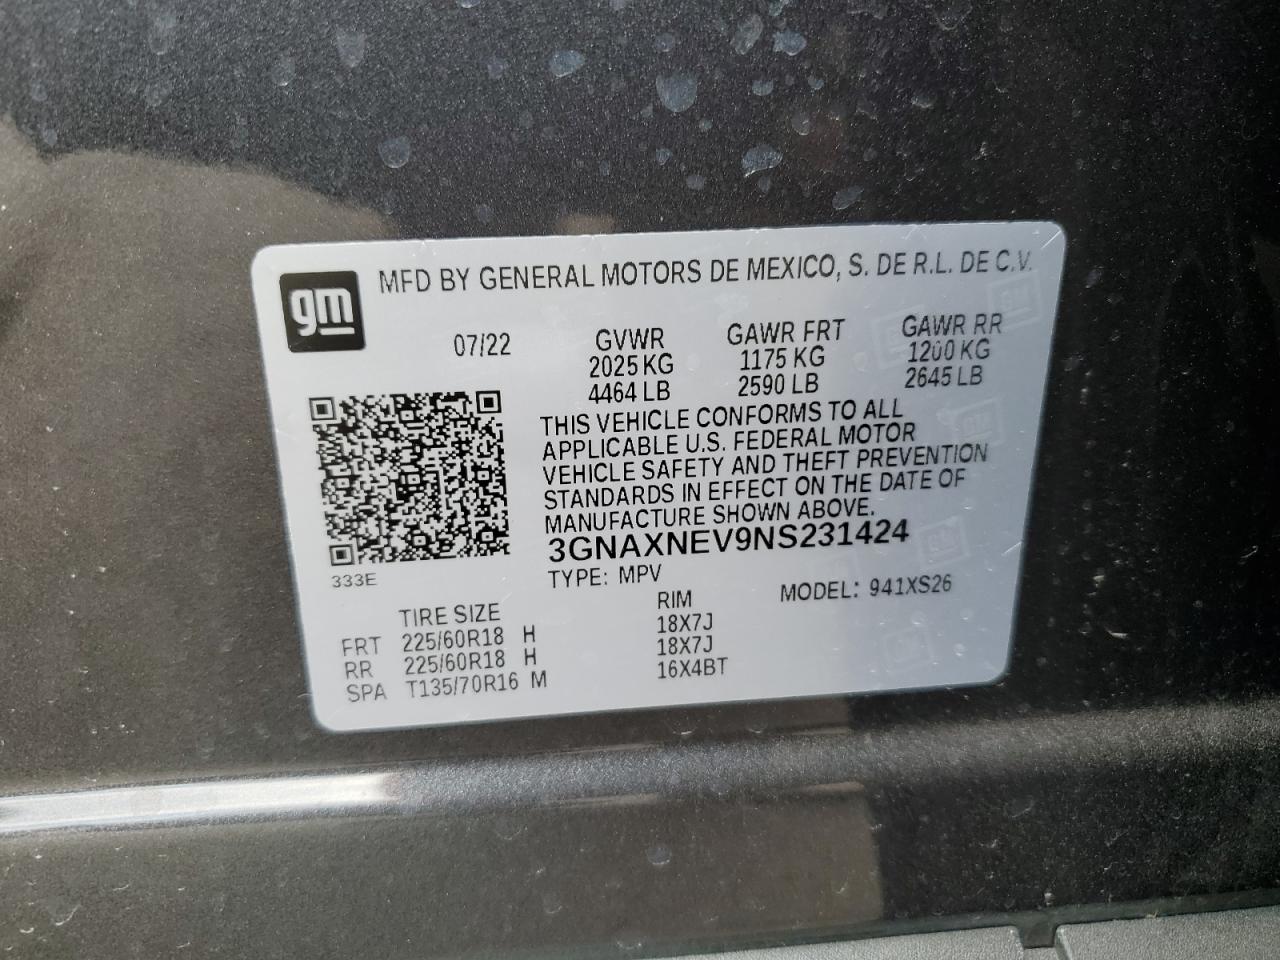 gm MFD BY GENERAL MOTORS DE MEXICO, S. DE R.L. DE C.V.
07/22 GVWR GAWR FRT GAWR RR
2025 KG 1175 KG 1200 KG
4464 LB 2590 LB 2645 LB
THIS VEHICLE CONFORMS TO ALL
APPLICABLE U.S. FEDERAL MOTOR
VEHICLE SAFETY AND THEFT PREVENTION
STANDARDS IN EFFECT ON THE DATE OF
MANUFACTURE SHOWN ABOVE.
3GNAXNEV9NS231424
333E TYPE: MPV MODEL: 941XS26
TIRE SIZE RIM
FRT 225/60R18 H 18X7J
RR 225/60R18 H 18X7J
SPA T135/70R16 M 16X4BT